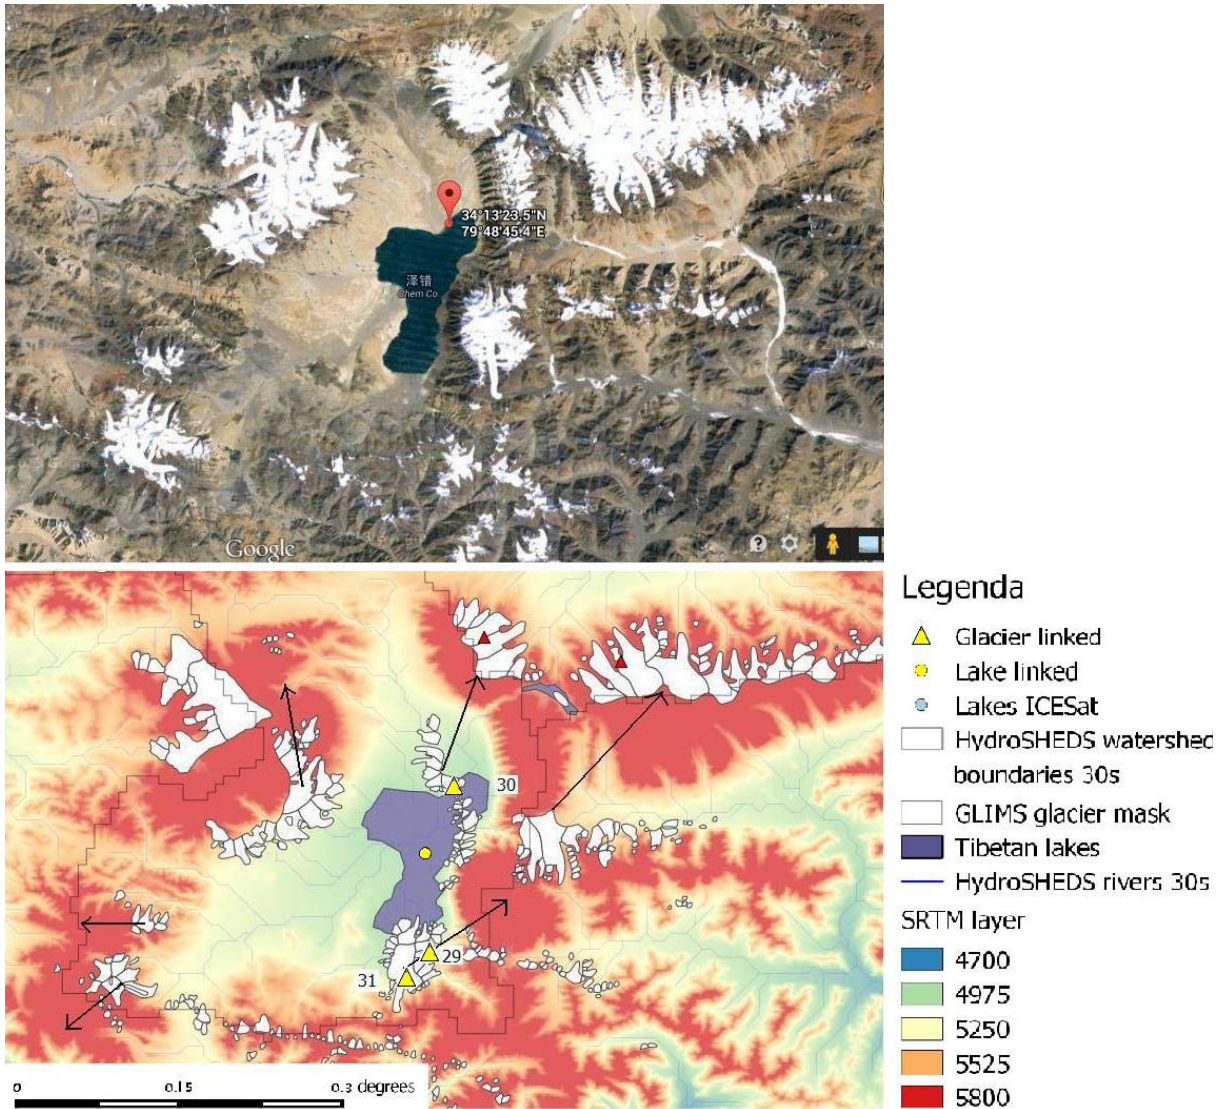 34°13'23.5"N
79°48'45.4"E
泽错
Chem Co
Google
?
Legenda
Glacier linked
Lake linked
Lakes ICESat
HydroSHEDS watershed
boundaries 30s
GLIMS glacier mask
Tibetan lakes
HydroSHEDS rivers 30s
SRTM layer
4700
4975
5250
5525
5800
30
29
31
0 0.15 0.3 degrees